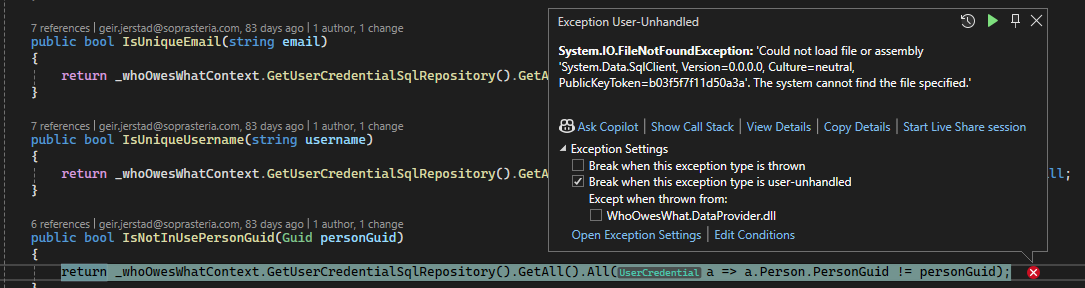 7 references | geir.jerstad@soprasteria.com, 83 days ago | 1 author, 1 change
public bool IsUniqueEmail(string email)
{
return _whoOwesWhatContext.GetUserCredentialSqlRepository().GetA
}
7 references | geir.jerstad@soprasteria.com, 83 days ago | 1 author, 1 change
public bool IsUniqueUsername(string username)
{
return _whoOwesWhatContext.GetUserCredentialSqlRepository().GetA
ll;
}
6 references | geir.jerstad@soprasteria.com, 83 days ago | 1 author, 1 change
public bool IsNotInUsePersonGuid(Guid personGuid)
{
return _whoOwesWhatContext.GetUserCredentialSqlRepository().GetAll().All(UserCredential a => a.Person.PersonGuid != personGuid);
}
Exception User-Unhandled
System.IO.FileNotFoundException: 'Could not load file or assembly
'System.Data.SqlClient, Version=0.0.0.0, Culture=neutral,
PublicKeyToken=b03f5f7f11d50a3a'. The system cannot find the file specified.'
Ask Copilot | Show Call Stack | View Details | Copy Details | Start Live Share session
Exception Settings
Break when this exception type is thrown
Break when this exception type is user-unhandled
Except when thrown from:
WhoOwesWhat.DataProvider.dll
Open Exception Settings | Edit Conditions